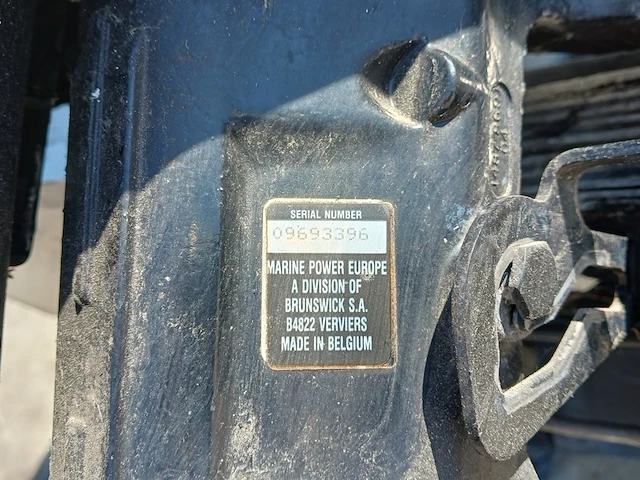 SERIAL NUMBER
09693396
MARINE POWER EUROPE
A DIVISION OF
BRUNSWICK S.A.
B4822 VERVIERS
MADE IN BELGIUM